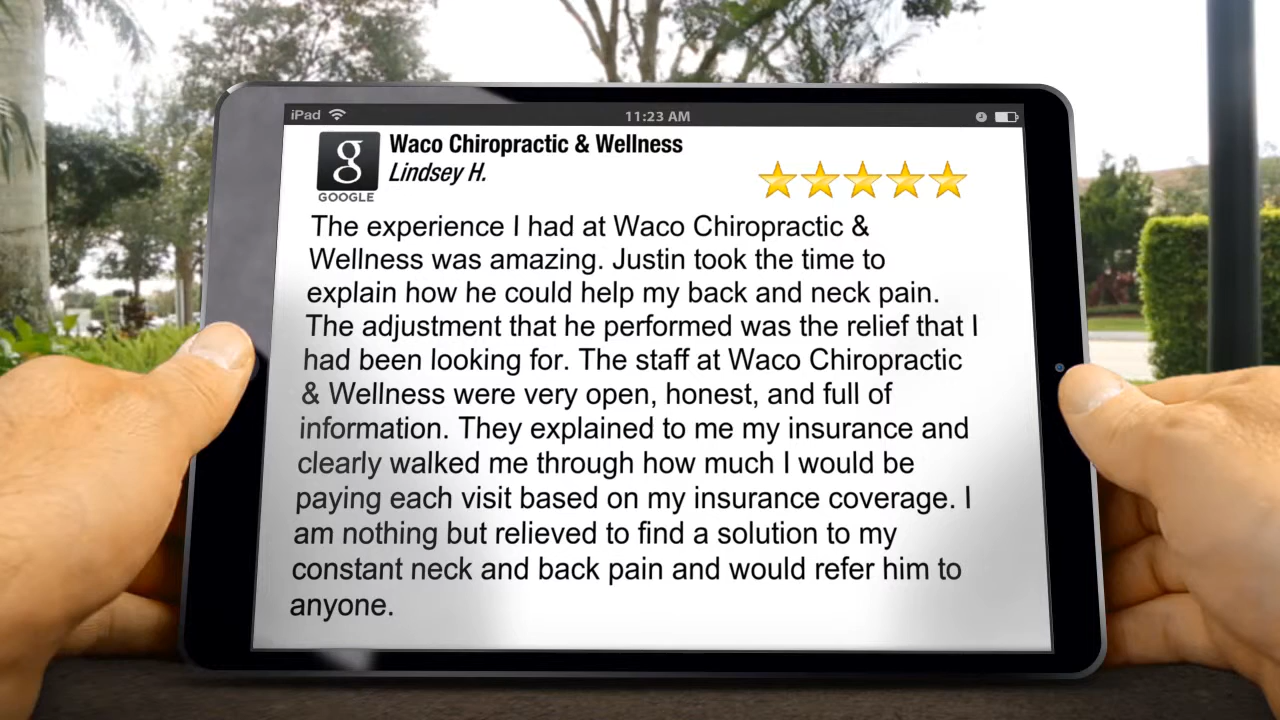 iPad 11:23 AM
g
GOOGLE
Waco Chiropractic & Wellness
Lindsey H.
The experience I had at Waco Chiropractic &
Wellness was amazing. Justin took the time to
explain how he could help my back and neck pain.
The adjustment that he performed was the relief that I
had been looking for. The staff at Waco Chiropractic
& Wellness were very open, honest, and full of
information. They explained to me my insurance and
clearly walked me through how much I would be
paying each visit based on my insurance coverage. I
am nothing but relieved to find a solution to my
constant neck and back pain and would refer him to
anyone.